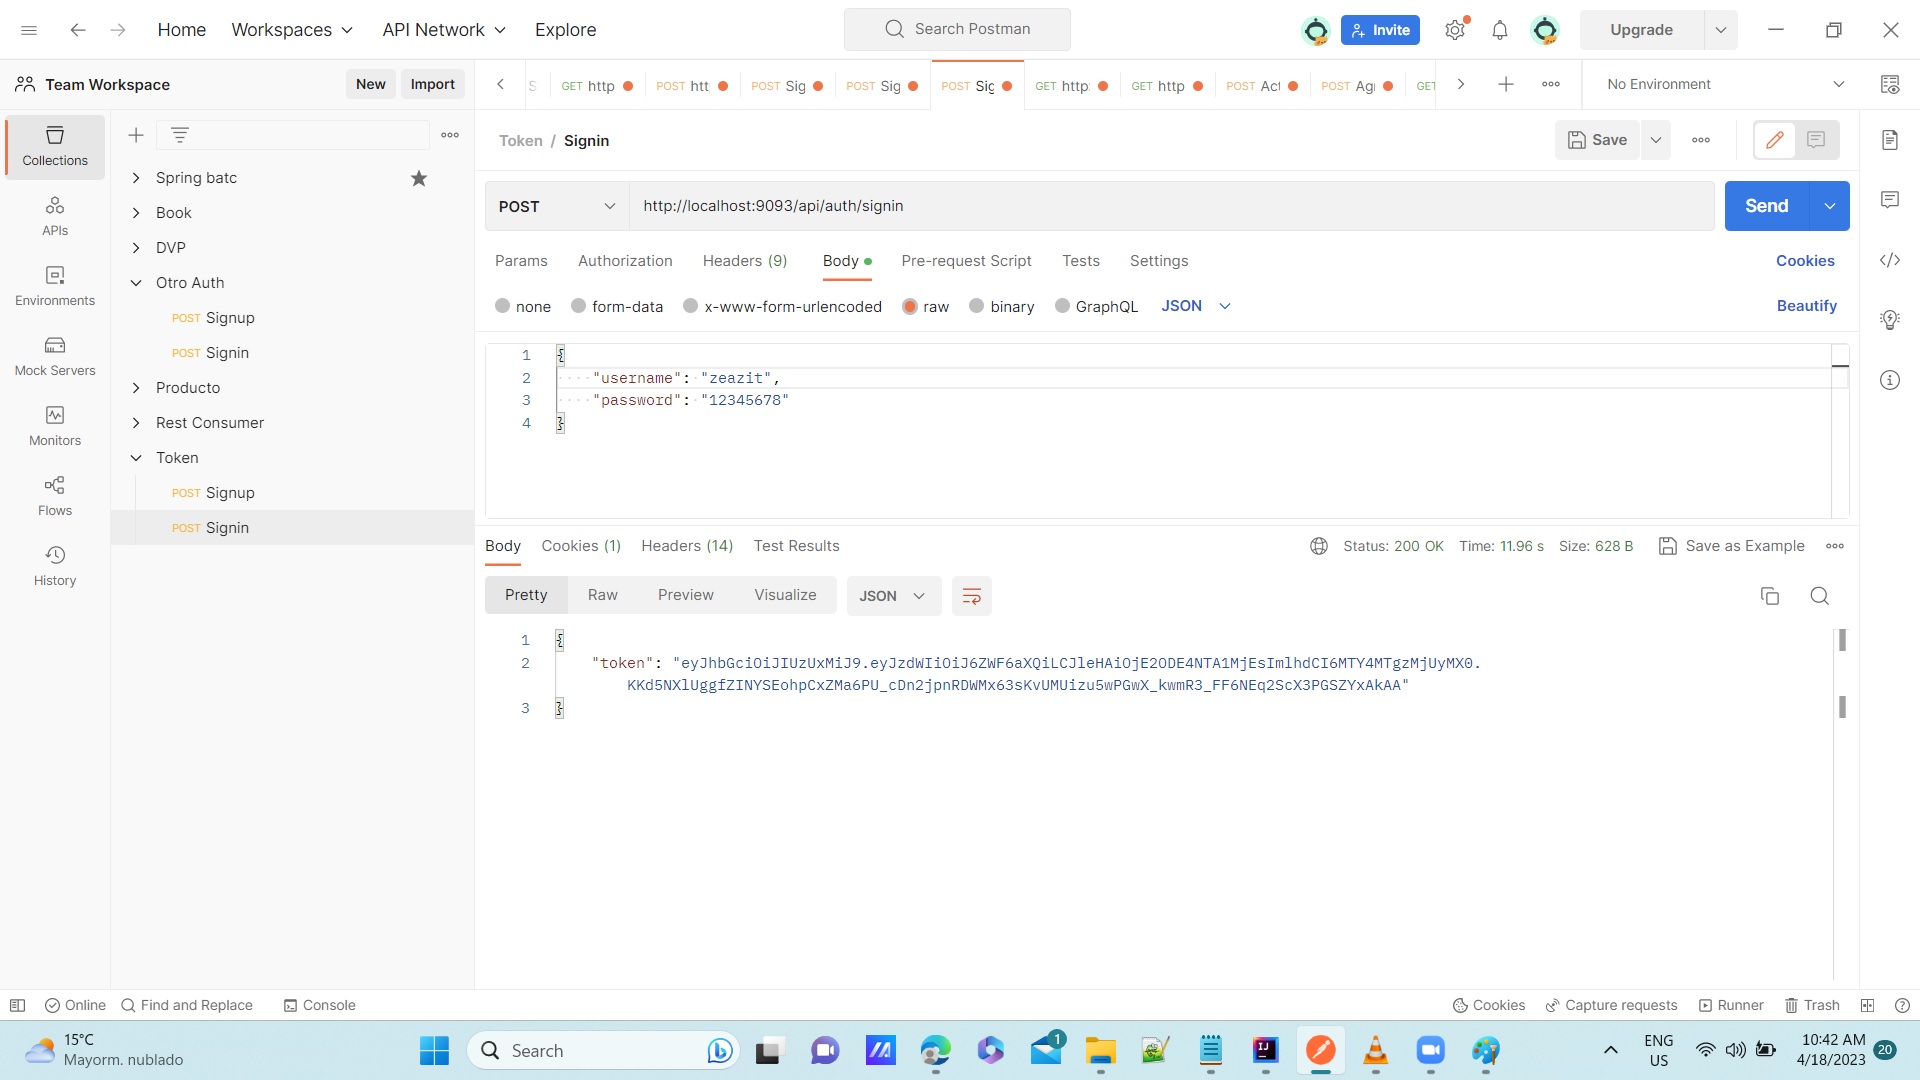 Home Workspaces API Network Explore Search Postman Invite Upgrade
Team Workspace New Import GET http POST htt POST Sig POST Sig POST Sig GET http: GET http POST Act POST Agr GET No Environment
Token / Signin Save
Collections
APIs
Environments
Mock Servers
Monitors
Flows
History
Spring batc
Book
DVP
Otro Auth
POST Signup
POST Signin
Producto
Rest Consumer
Token
POST Signup
POST Signin
POST http://localhost:9093/api/auth/signin Send
Params Authorization Headers (9) Body Pre-request Script Tests Settings Cookies
none form-data x-www-form-urlencoded raw binary GraphQL JSON Beautify
1 {
2 "username": "zeazit",
3 "password": "12345678"
4 }
Body Cookies (1) Headers (14) Test Results Status: 200 OK Time: 11.96 s Size: 628 B Save as Example
Pretty Raw Preview Visualize JSON
1 {
2 "token": "eyJhbGciOiJIUzUxMiJ9.eyJzdWIiOiJ6ZWF6aXQiLCJleHAiOjE2ODE4NTA1MjEsImlhdCI6MTY4MTgzMjUyMX0.
KKd5NXlUggfZINYSEohpCxZMa6PU_cDn2jpnRDWMx63sKvUMUizu5wPGwX_kwmR3_FF6NEq2ScX3PGSZYxAkAA"
3 }
Online Find and Replace Console Cookies Capture requests Runner Trash
15°C
Mayorm. nublado
Search
1
IJ
ENG
US
10:42 AM
4/18/2023
20